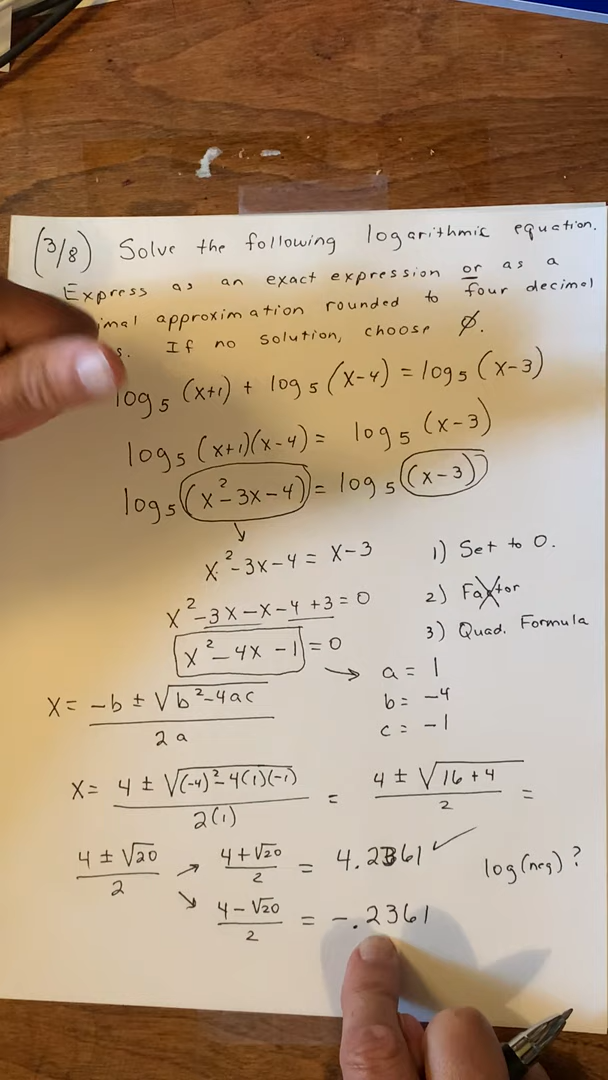 (3/8) Solve the following logarithmic equation.
Express as an exact expression or as a
imal approximation rounded to four decimal
s. If no solution, choose ∅.
log₅(x+1) + log₅(x-4) = log₅(x-3)
log₅(x+1)(x-4) = log₅(x-3)
log₅(x²-3x-4) = log₅(x-3)
x²-3x-4 = x-3
x²-3x-x-4+3 = 0
x²-4x-1 = 0
1) Set to 0.
2) Factor
3) Quad. Formula
→ a = 1
b = -4
c = -1
x = (-b ± √(b²-4ac))/2a
x = (4 ± √((-4)²-4(1)(-1)))/2(1) = (4 ± √(16+4))/2 =
(4 ± √20)/2 → (4+√20)/2 = 4.2361 ✓
↘ (4-√20)/2 = -.2361
log(neg)?